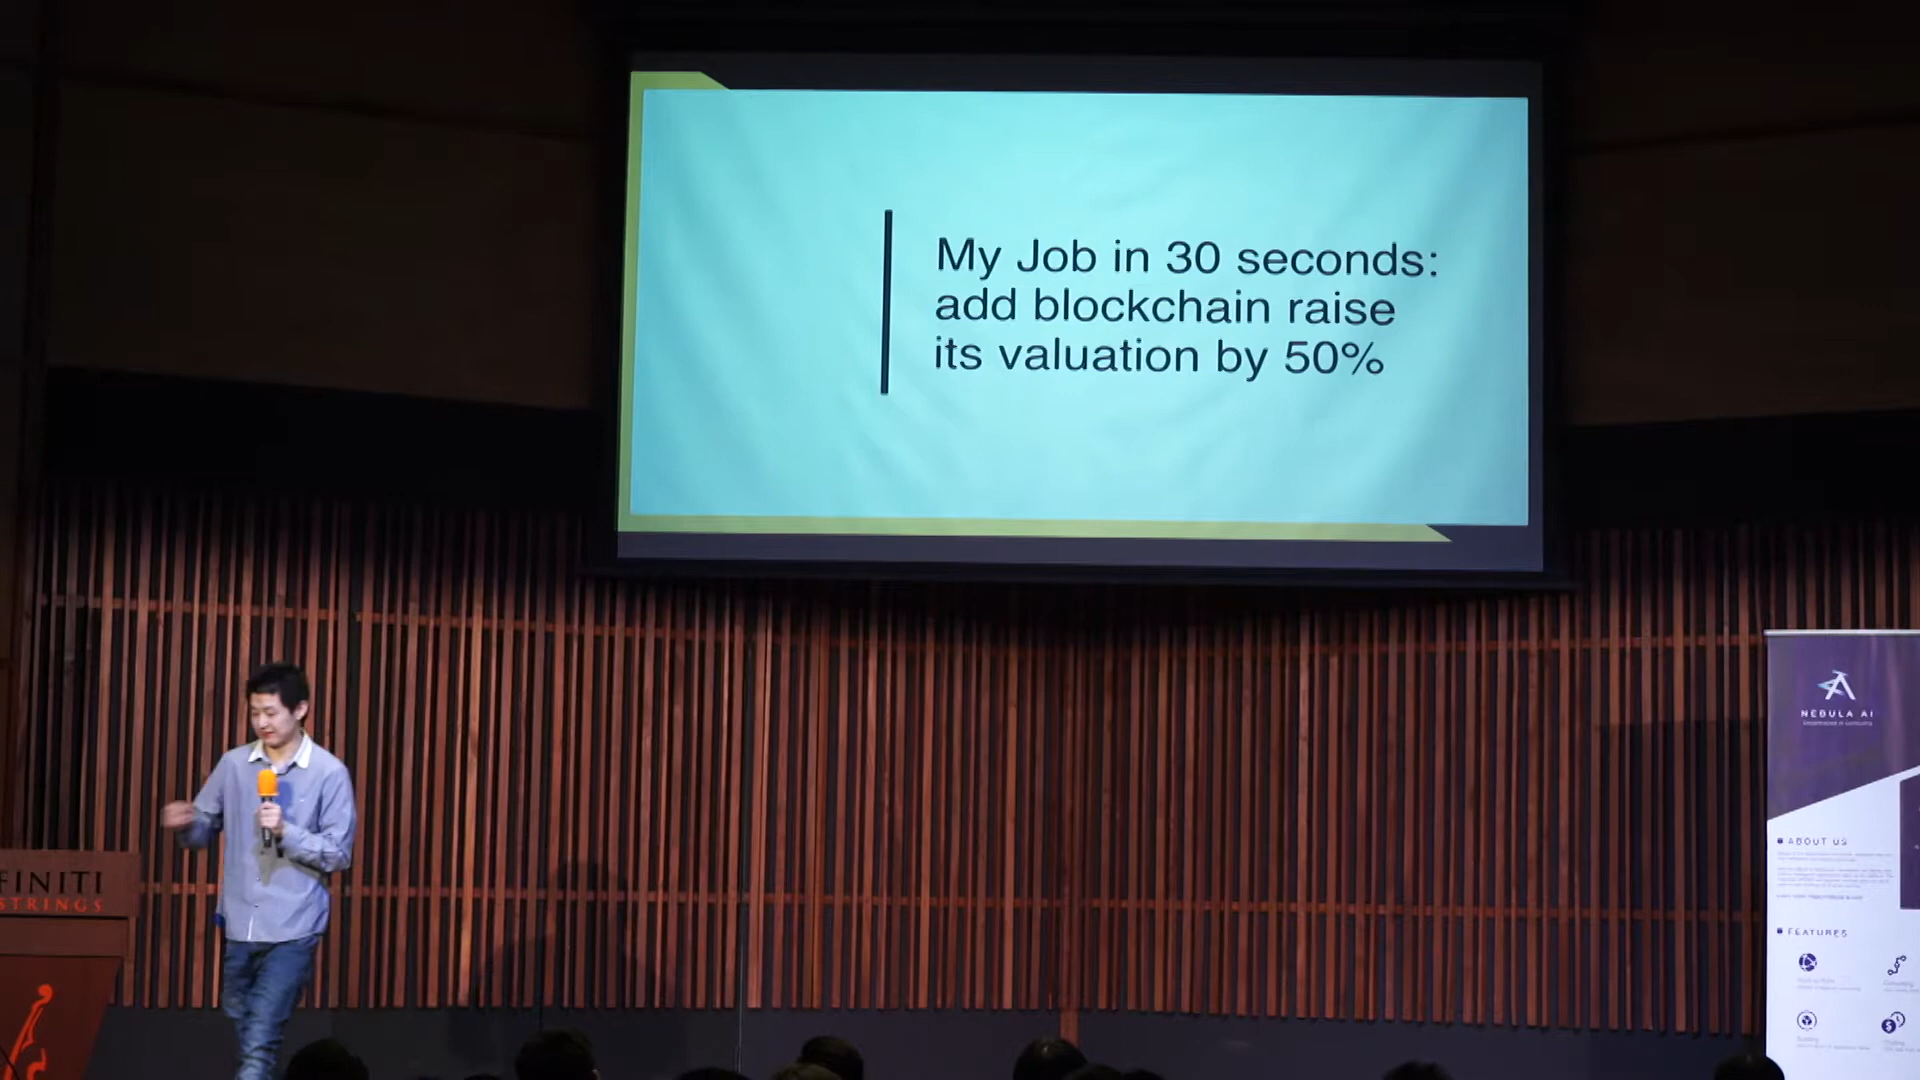 My Job in 30 seconds:
add blockchain raise
its valuation by 50%
NEBULA AI
ABOUT US
FEATURES
FINITI
STRINGS